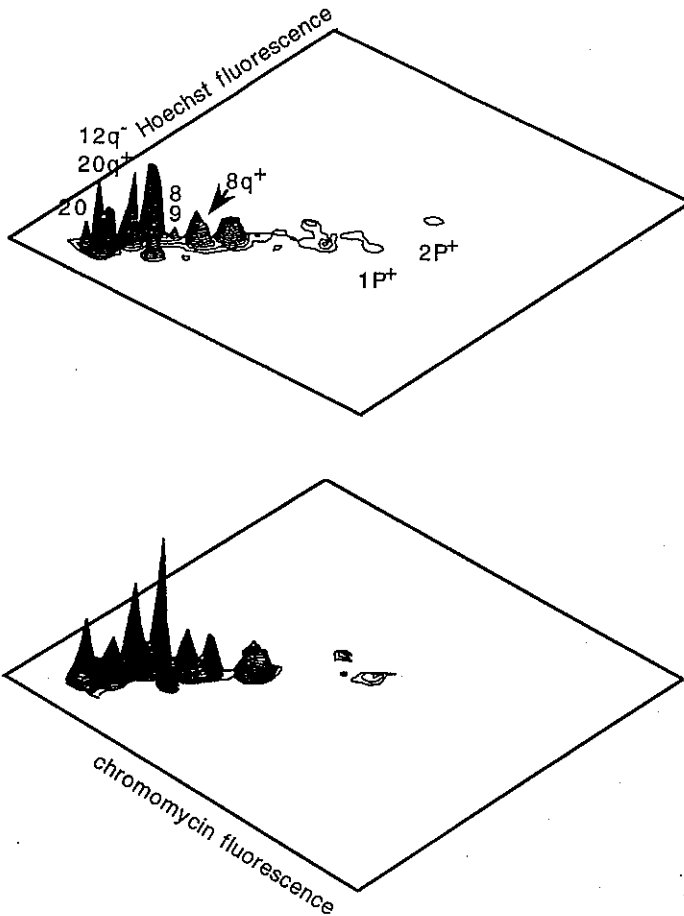 Hoechst fluorescence
12q-
20q+
20
8
9
8q+
1P+
2P+
chromomycin fluorescence